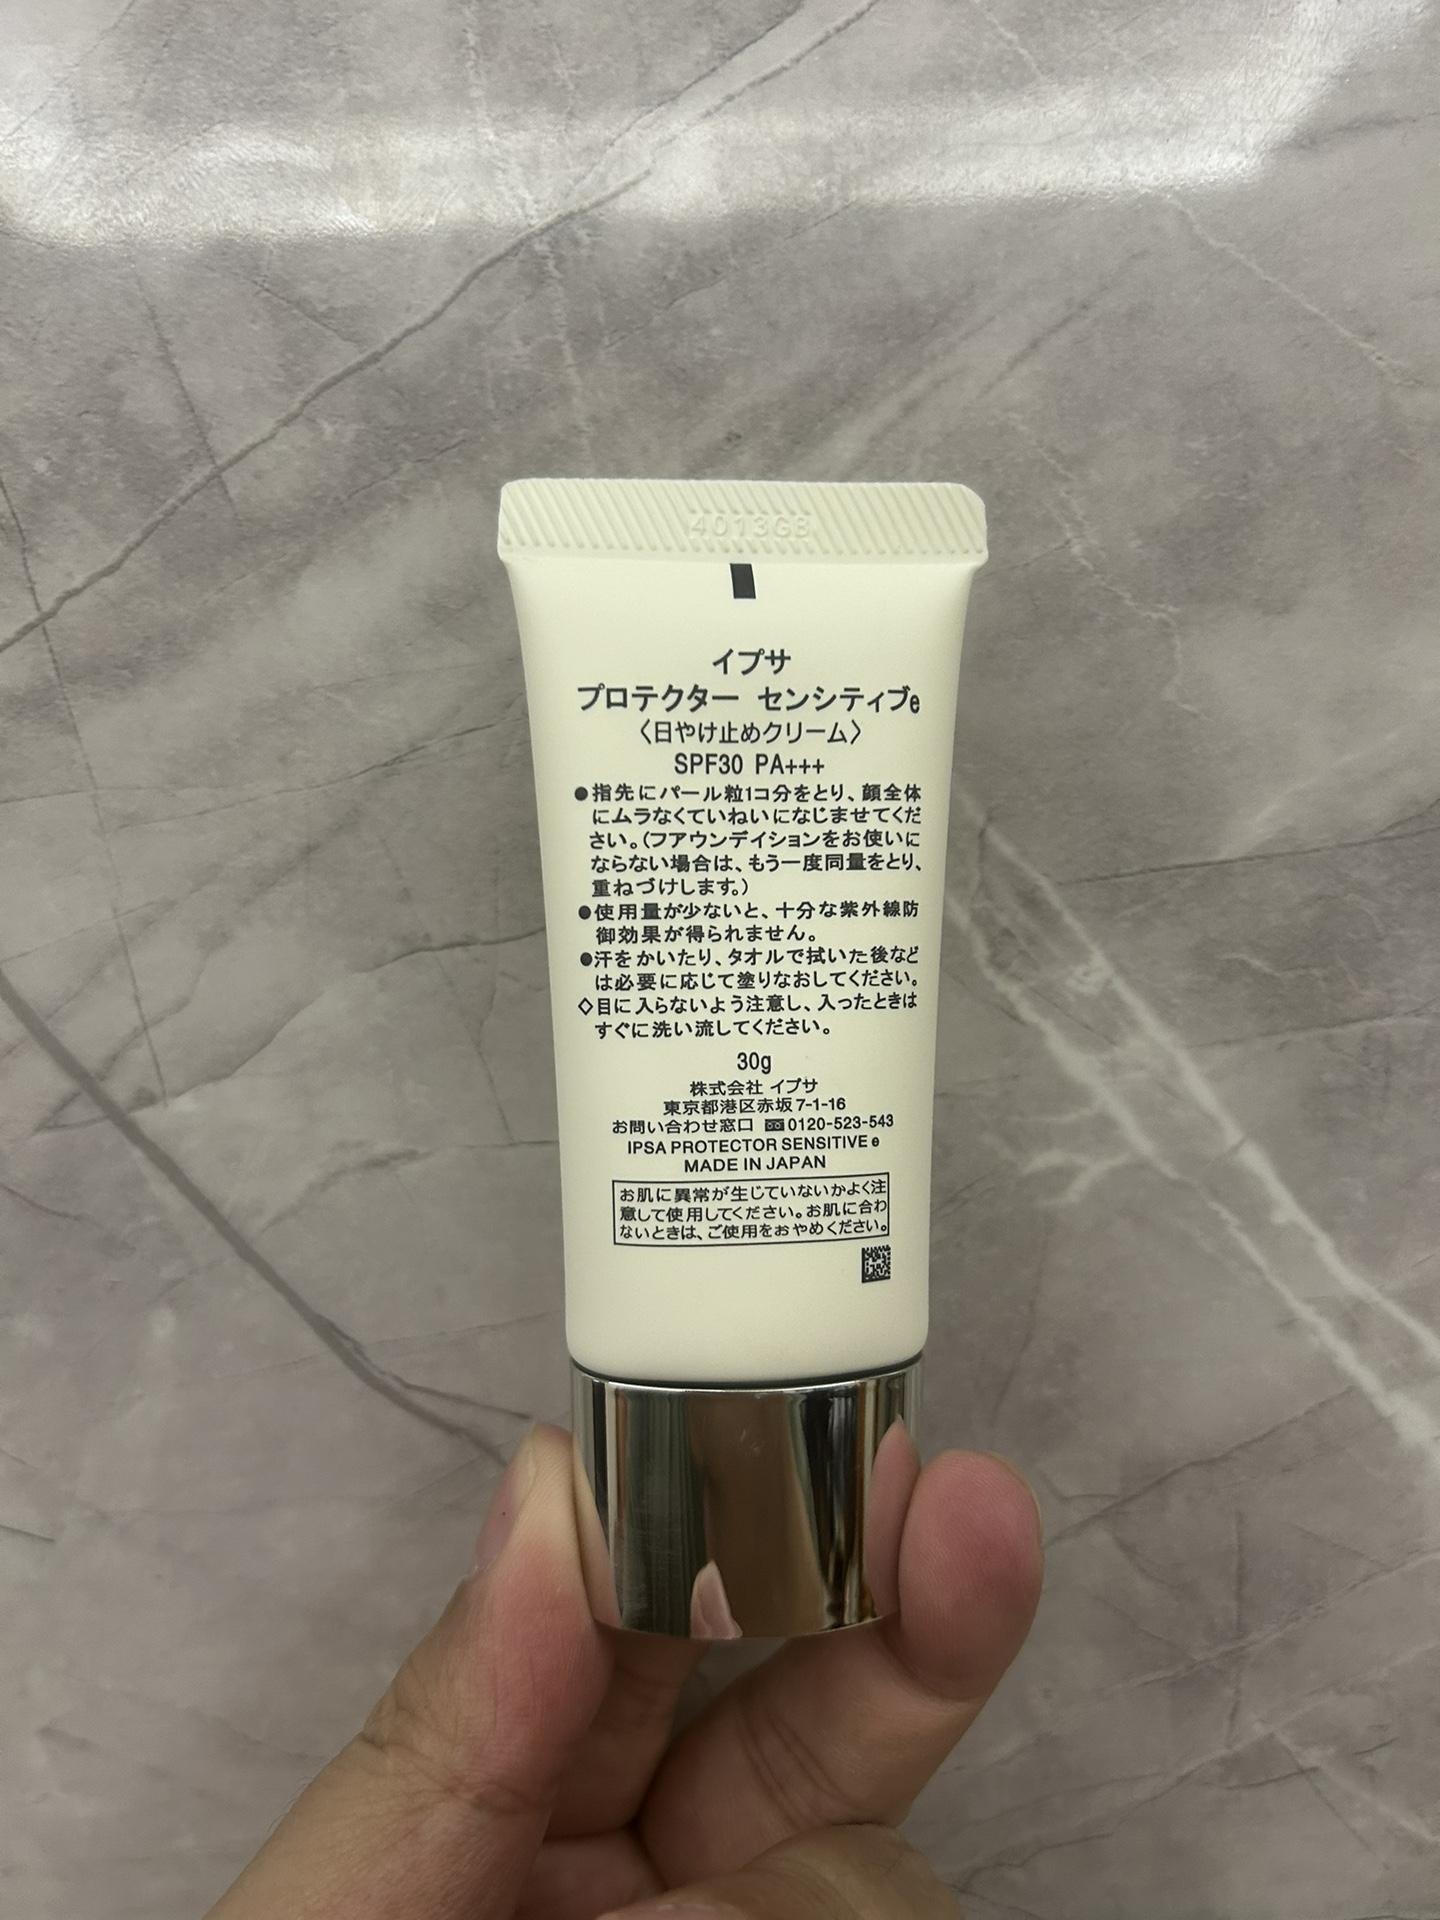 4013GB
イプサ
プロテクター センシティブe
〈日やけ止めクリーム〉
SPF30 PA+++
●指先にパール粒1コ分をとり、顔全体
にムラなくていねいになじませてくだ
さい。(フアウンデイションをお使いに
ならない場合は、もう一度同量をとり、
重ねづけします。)
●使用量が少ないと、十分な紫外線防
御効果が得られません。
●汗をかいたり、タオルで拭いた後など
は必要に応じて塗りなおしてください。
◇目に入らないよう注意し、入ったときは
すぐに洗い流してください。
30g
株式会社 イプサ
東京都港区赤坂7-1-16
お問い合わせ窓口 0120-523-543
IPSA PROTECTOR SENSITIVE e
MADE IN JAPAN
お肌に異常が生じていないかよく注
意して使用してください。お肌に合わ
ないときは、ご使用をおやめください。